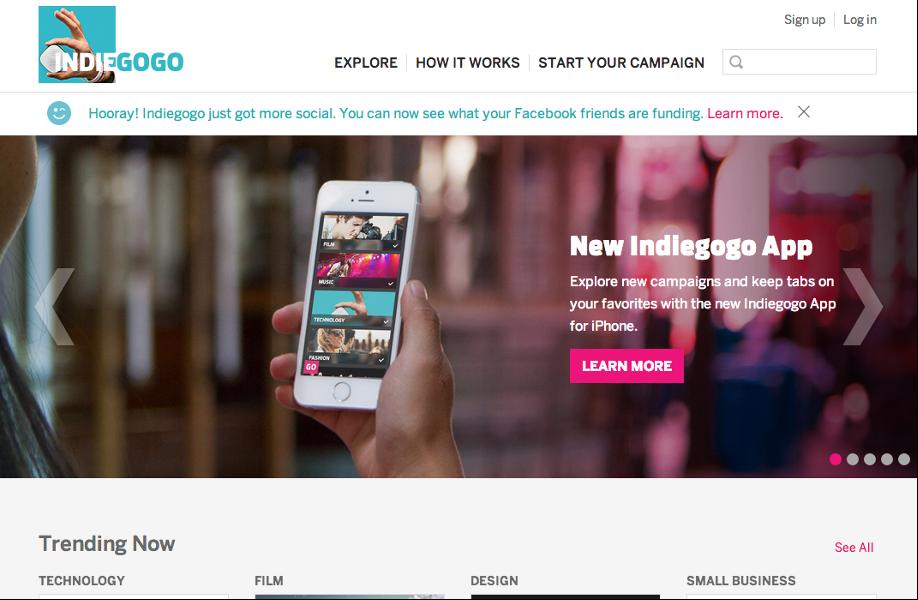 INDIEGOGO
Sign up
Log in
EXPLORE
HOW IT WORKS
START YOUR CAMPAIGN
Hooray! Indiegogo just got more social. You can now see what your Facebook friends are funding. Learn more.
FILM
MUSIC
TECHNOLOGY
FASHION
GO
New Indiegogo App
Explore new campaigns and keep tabs on
your favorites with the new Indiegogo App
for iPhone.
LEARN MORE
Trending Now
See All
TECHNOLOGY
FILM
DESIGN
SMALL BUSINESS